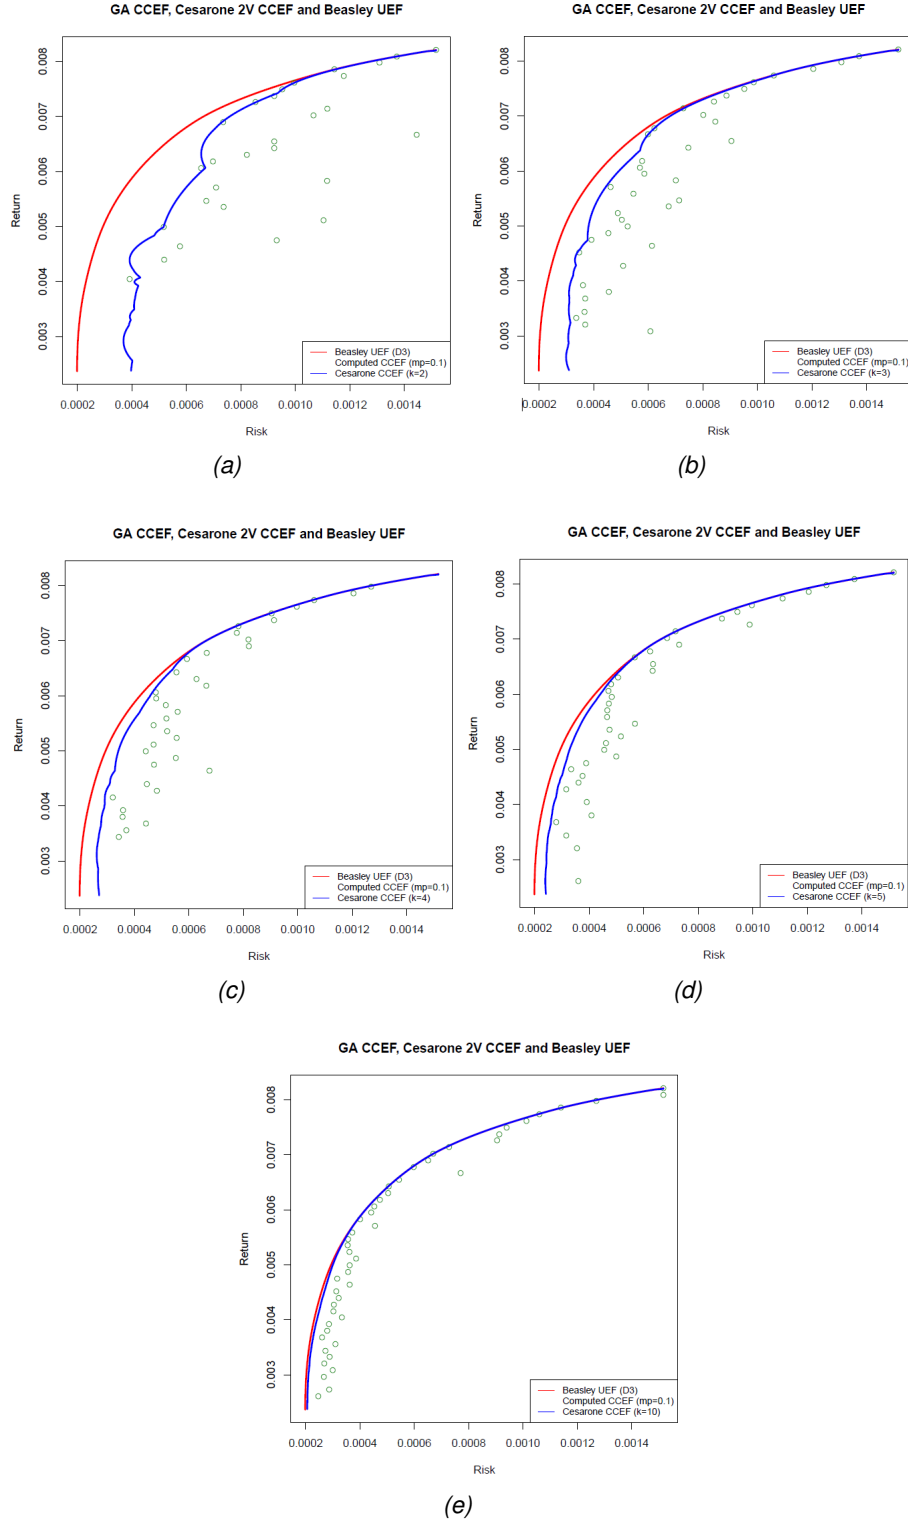 GA CCEF, Cesarone 2V CCEF and Beasley UEF
Return
0.008
0.007
0.006
0.005
0.004
0.003
Beasley UEF (D3)
Computed CCEF (mp=0.1)
Cesarone CCEF (k=2)
0.0002 0.0004 0.0006 0.0008 0.0010 0.0012 0.0014
Risk
(a)
GA CCEF, Cesarone 2V CCEF and Beasley UEF
Return
0.008
0.007
0.006
0.005
0.004
0.003
Beasley UEF (D3)
Computed CCEF (mp=0.1)
Cesarone CCEF (k=3)
0.0002 0.0004 0.0006 0.0008 0.0010 0.0012 0.0014
Risk
(b)
GA CCEF, Cesarone 2V CCEF and Beasley UEF
Return
0.008
0.007
0.006
0.005
0.004
0.003
Beasley UEF (D3)
Computed CCEF (mp=0.1)
Cesarone CCEF (k=4)
0.0002 0.0004 0.0006 0.0008 0.0010 0.0012 0.0014
Risk
(c)
GA CCEF, Cesarone 2V CCEF and Beasley UEF
Return
0.008
0.007
0.006
0.005
0.004
0.003
Beasley UEF (D3)
Computed CCEF (mp=0.1)
Cesarone CCEF (k=5)
0.0002 0.0004 0.0006 0.0008 0.0010 0.0012 0.0014
Risk
(d)
GA CCEF, Cesarone 2V CCEF and Beasley UEF
Return
0.008
0.007
0.006
0.005
0.004
0.003
Beasley UEF (D3)
Computed CCEF (mp=0.1)
Cesarone CCEF (k=10)
0.0002 0.0004 0.0006 0.0008 0.0010 0.0012 0.0014
Risk
(e)